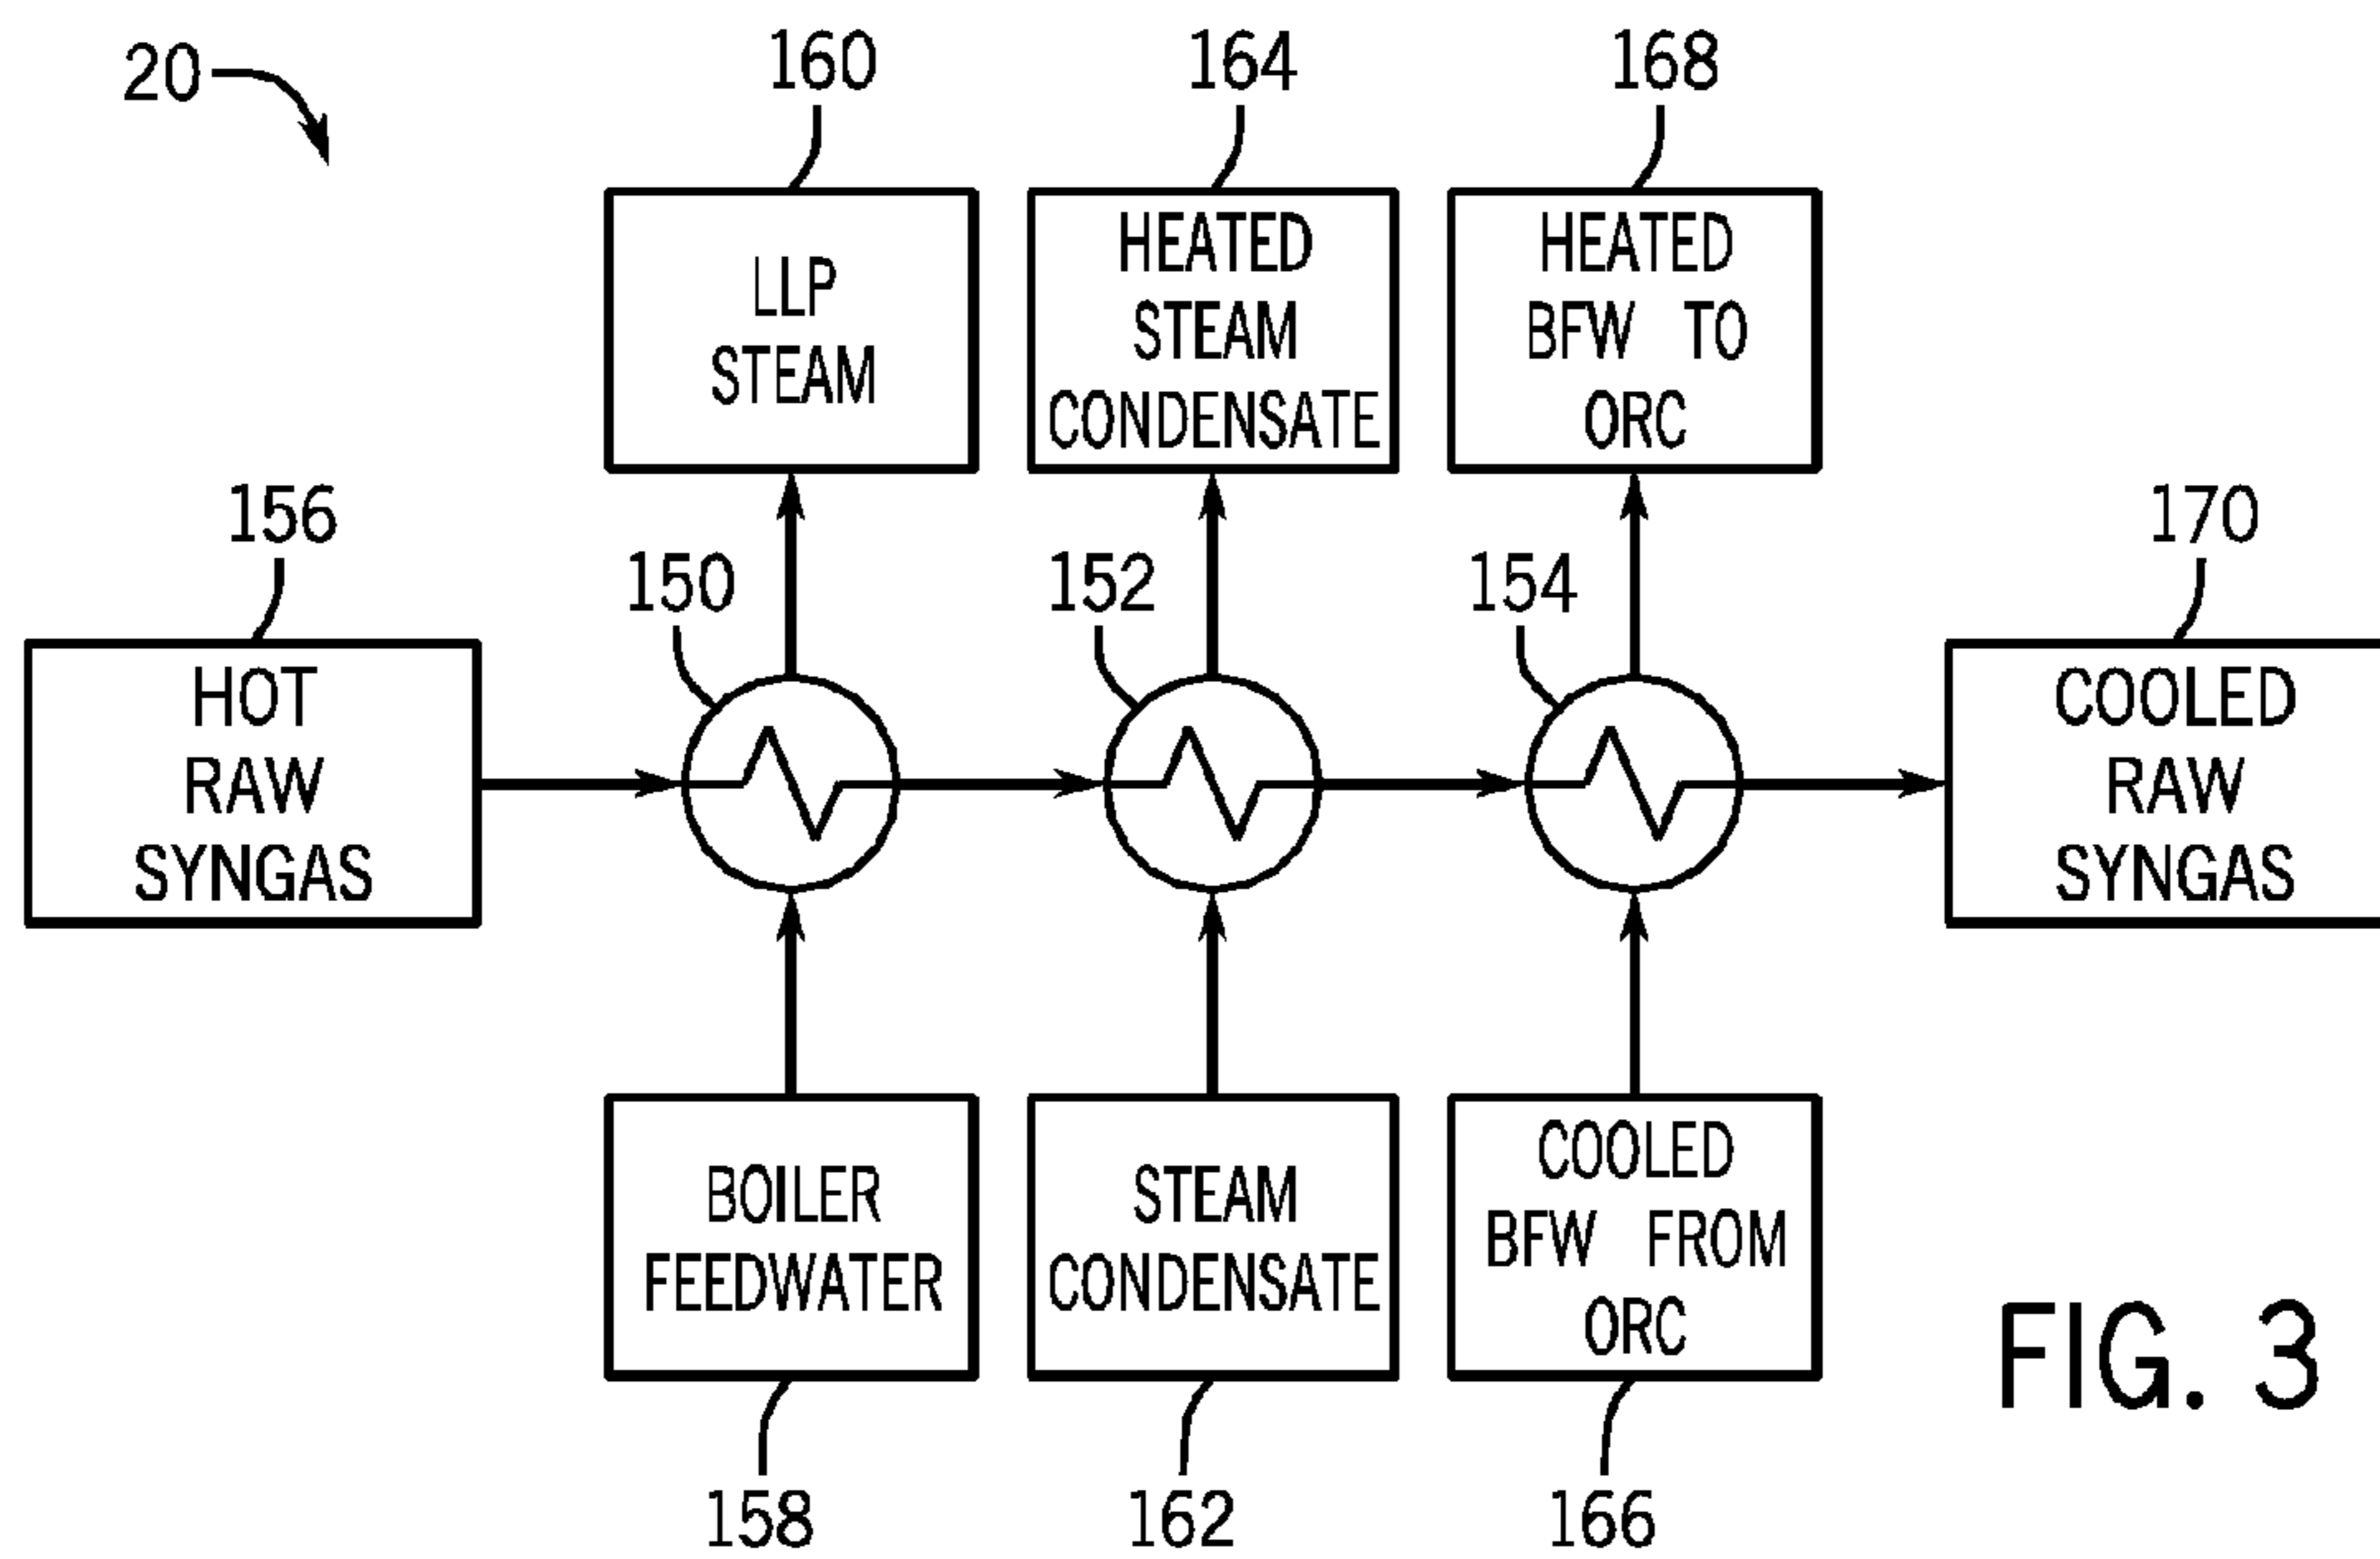 20
160
164
168
LLP
STEAM
HEATED
STEAM
CONDENSATE
HEATED
BFW TO
ORC
156
150
152
154
170
HOT
RAW
SYNGAS
COOLED
RAW
SYNGAS
BOILER
FEEDWATER
STEAM
CONDENSATE
COOLED
BFW FROM
ORC
158
162
166
FIG. 3